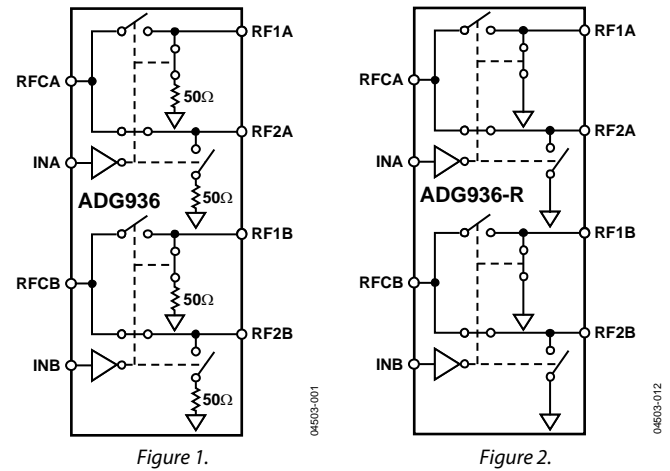 RF1A
RFCA
50Ω
RF2A
INA
50Ω
ADG936
RF1B
RFCB
50Ω
RF2B
INB
50Ω
04503-001
Figure 1.
RF1A
RFCA
RF2A
INA
ADG936-R
RF1B
RFCB
RF2B
INB
04503-012
Figure 2.